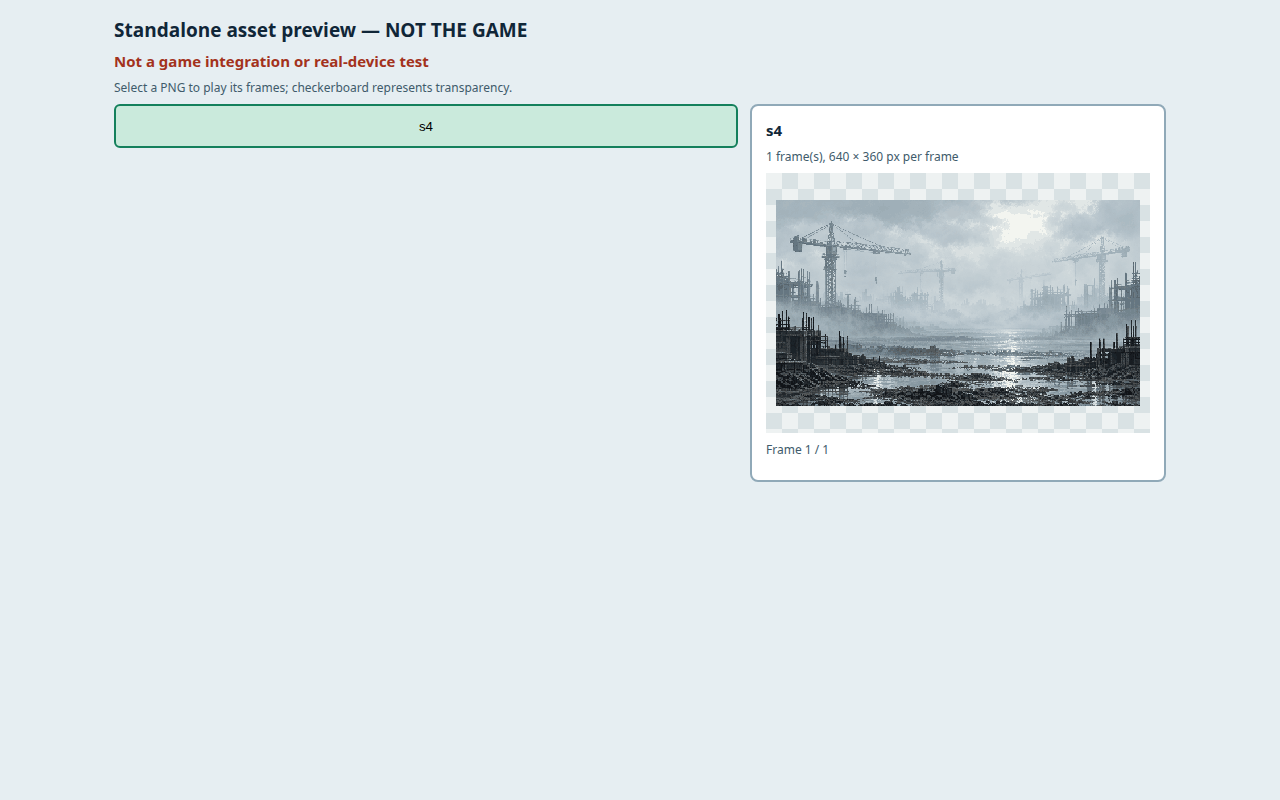 Standalone asset preview — NOT THE GAME
Not a game integration or real-device test
Select a PNG to play its frames; checkerboard represents transparency.
s4
s4
1 frame(s), 640 × 360 px per frame
Frame 1 / 1